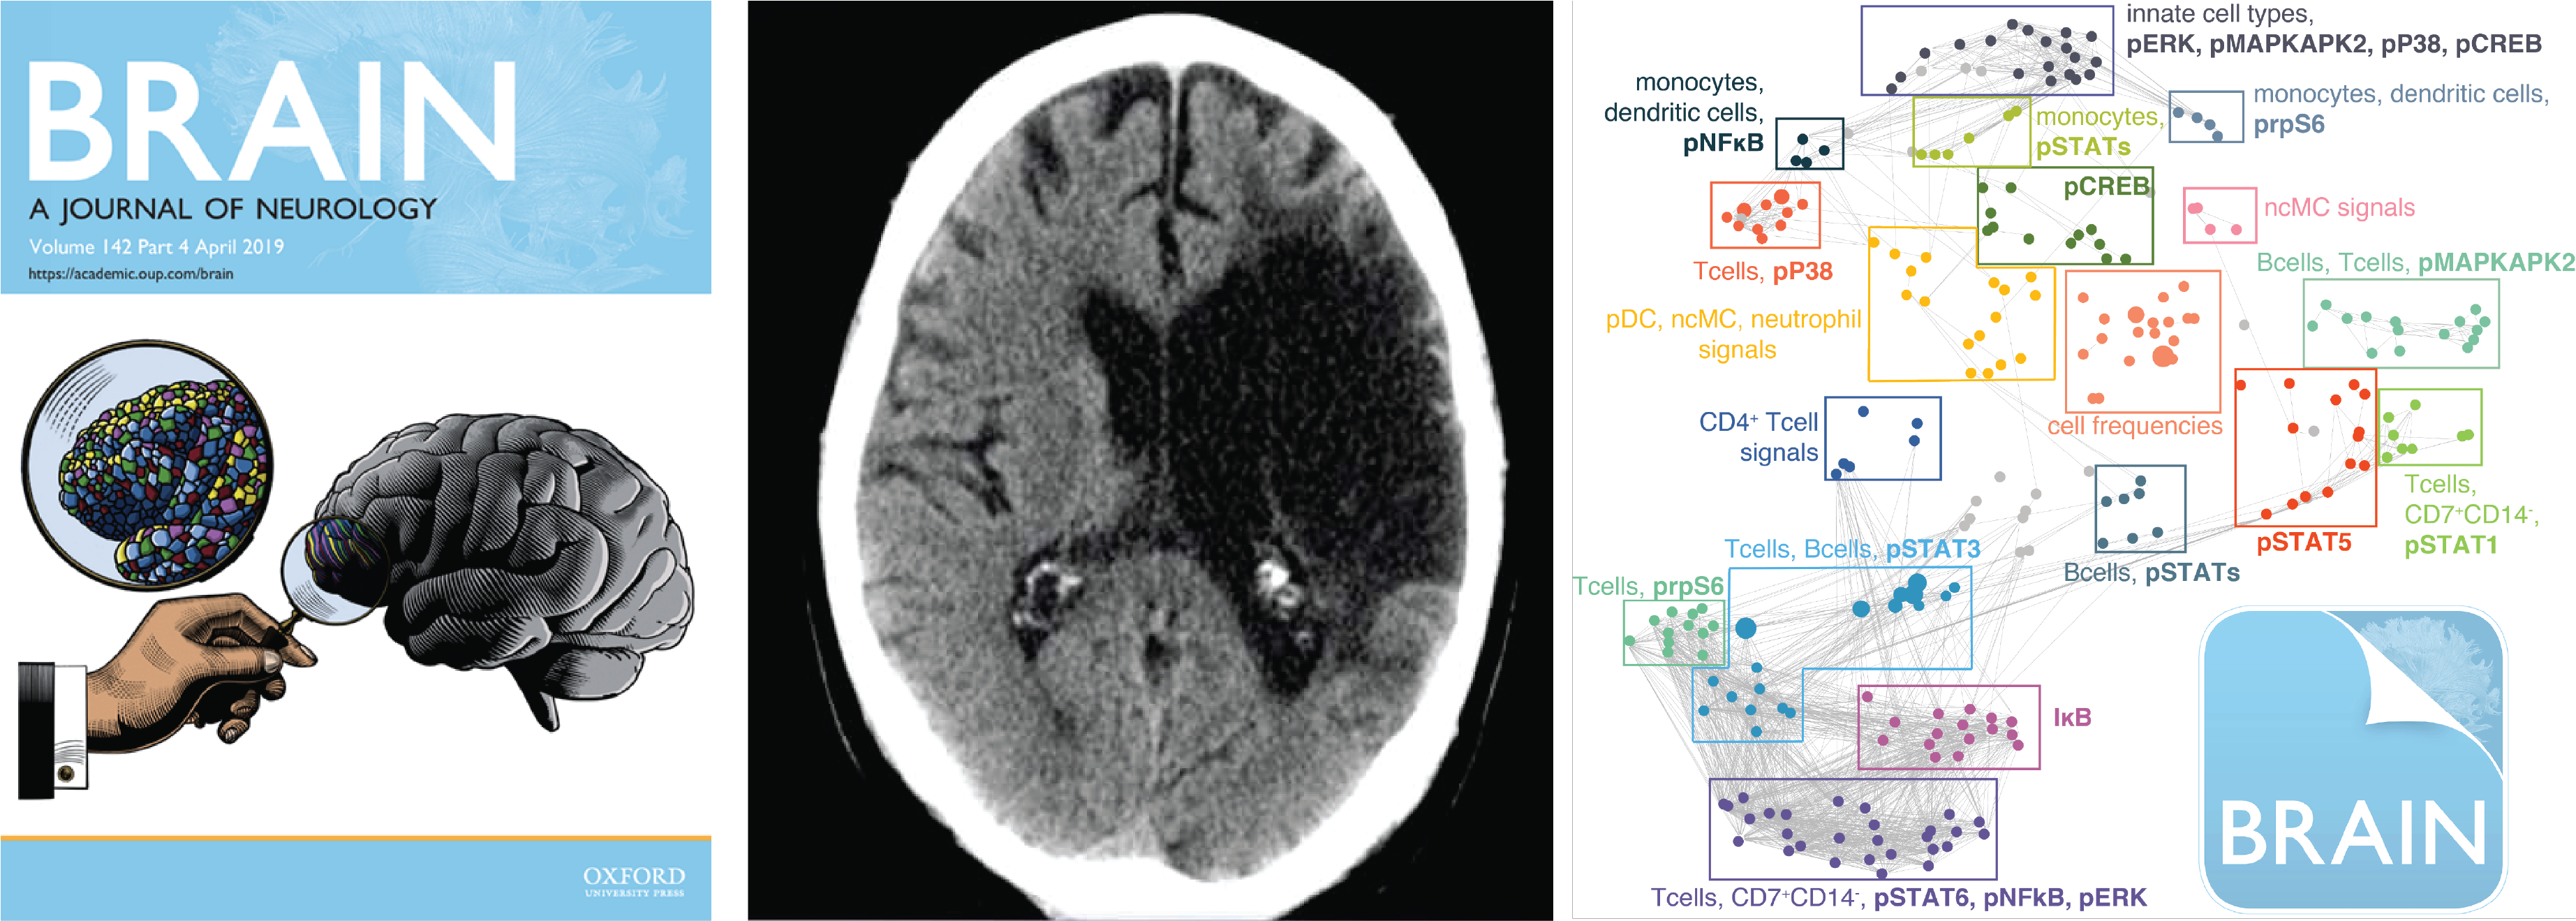 BRAIN
A JOURNAL OF NEUROLOGY
Volume 142 Part 4 April 2019
https://academic.oup.com/brain
OXFORD
UNIVERSITY PRESS
innate cell types,
pERK, pMAPKAPK2, pP38, pCREB
monocytes,
dendritic cells,
pNFκB
monocytes,
pSTATs
monocytes, dendritic cells,
prpS6
pCREB
ncMC signals
Tcells, pP38
Bcells, Tcells, pMAPKAPK2
pDC, ncMC, neutrophil
signals
cell frequencies
CD4⁺ Tcell
signals
Tcells,
CD7⁺CD14⁻,
pSTAT1
pSTAT5
Tcells, Bcells, pSTAT3
Bcells, pSTATs
Tcells, prpS6
IκB
Tcells, CD7⁺CD14⁻, pSTAT6, pNFkB, pERK
BRAIN